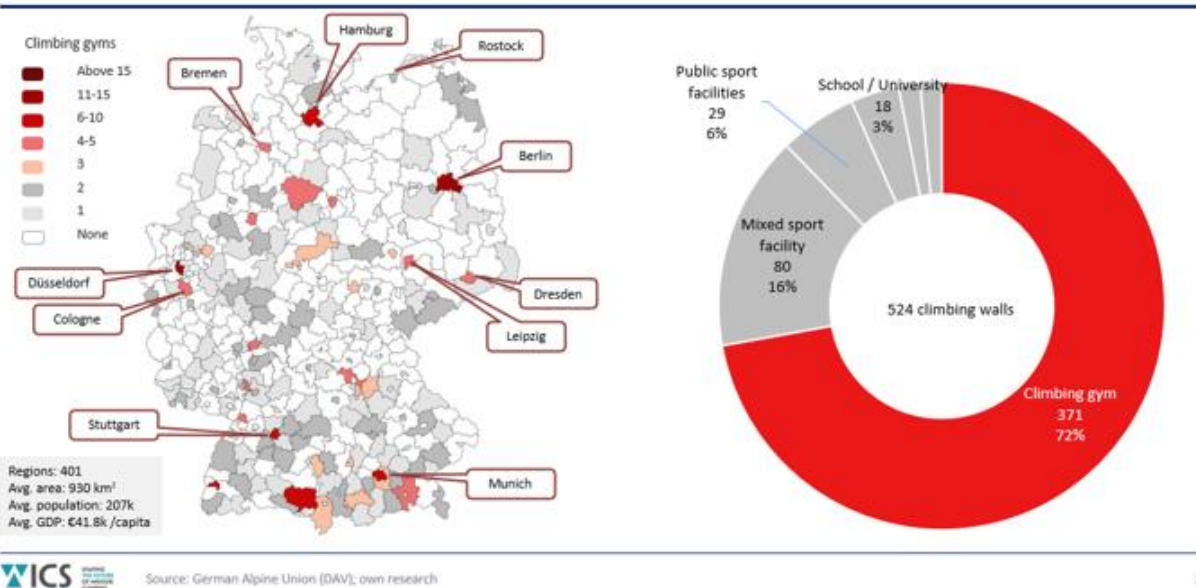 Climbing gyms
Above 15
11-15
6-10
4-5
3
2
1
None
Hamburg
Rostock
Bremen
Berlin
Düsseldorf
Cologne
Dresden
Leipzig
Stuttgart
Munich
Regions: 401
Avg. area: 930 km²
Avg. population: 207k
Avg. GDP: €41.8k /capita
Public sport
facilities
29
6%
School / University
18
3%
Mixed sport
facility
80
16%
524 climbing walls
Climbing gym
371
72%
ICS
Source: German Alpine Union (DAV); own research